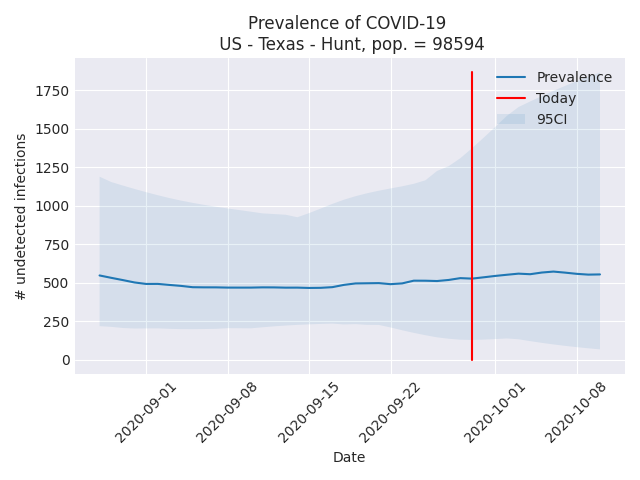 Prevalence of COVID-19
US - Texas - Hunt, pop. = 98594
Prevalence
Today
95CI
# undetected infections
1750
1500
1250
1000
750
500
250
0
2020-09-01
2020-09-08
2020-09-15
2020-09-22
2020-10-01
2020-10-08
Date